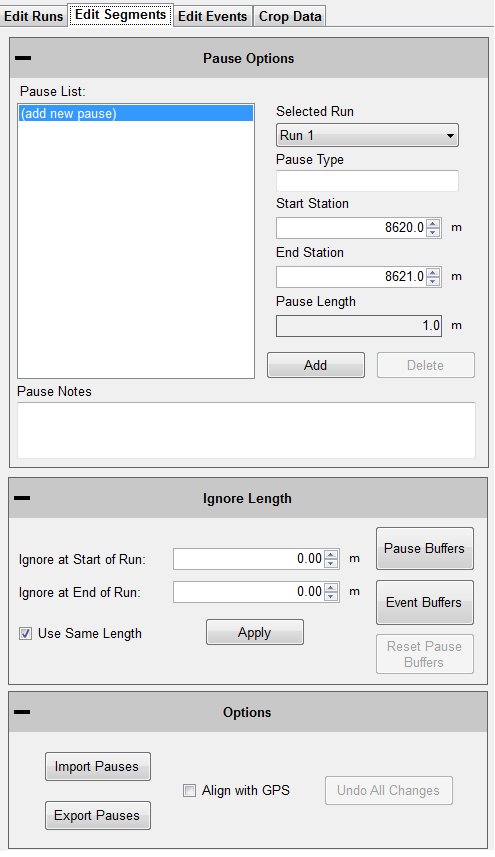 Edit Runs Edit Segments Edit Events Crop Data
Pause Options
Pause List:
(add new pause)
Selected Run
Run 1
Pause Type
Start Station
8620.0 m
End Station
8621.0 m
Pause Length
1.0 m
Add Delete
Pause Notes
Ignore Length
Ignore at Start of Run: 0.00 m
Ignore at End of Run: 0.00 m
Use Same Length
Apply
Pause Buffers
Event Buffers
Reset Pause
Buffers
Options
Import Pauses
Export Pauses
Align with GPS
Undo All Changes